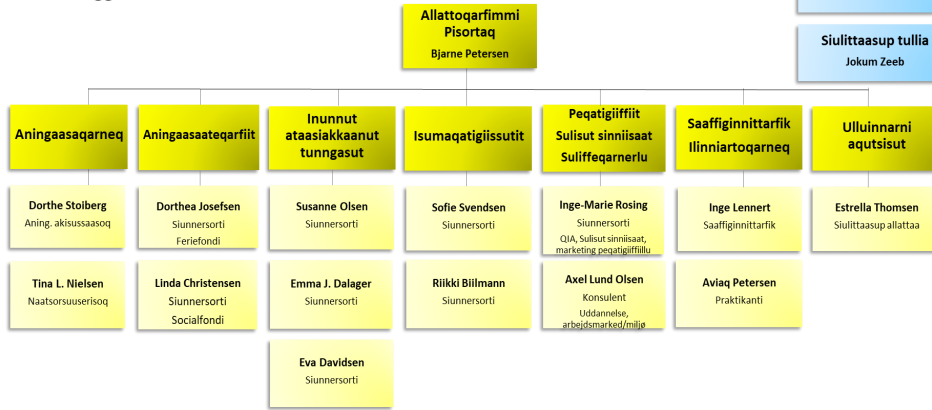 Allattoqarfimmi
Pisortaq
Bjarne Petersen
Siulittaasup tullia
Jokum Zeeb
Aningaasaqarneq
Aningaasaateqarfiit
Inunnut
ataasiakkaanut
tunngasut
Isumaqatigiissutit
Peqatigiiffiit
Sulisut sinniisaat
Suliffeqarnerlu
Saaffiginnittarfik
Ilinniartoqarneq
Ulluinnarni
aqutsisut
Dorthe Stoiberg
Aning. akisussaasoq
Dorthea Josefsen
Siunnersorti
Feriefondi
Susanne Olsen
Siunnersorti
Sofie Svendsen
Siunnersorti
Inge-Marie Rosing
Siunnersorti
QIA, Sulisut sinniisaat,
marketing peqatigiiffiillu
Inge Lennert
Saaffiginnittarfik
Estrella Thomsen
Siulittaasup allattaa
Tina L. Nielsen
Naatsorsuuserisoq
Linda Christensen
Siunnersorti
Socialfondi
Emma J. Dalager
Siunnersorti
Riikki Biilmann
Siunnersorti
Axel Lund Olsen
Konsulent
Uddannelse,
arbejdsmarked/miljø
Aviaq Petersen
Praktikanti
Eva Davidsen
Siunnersorti